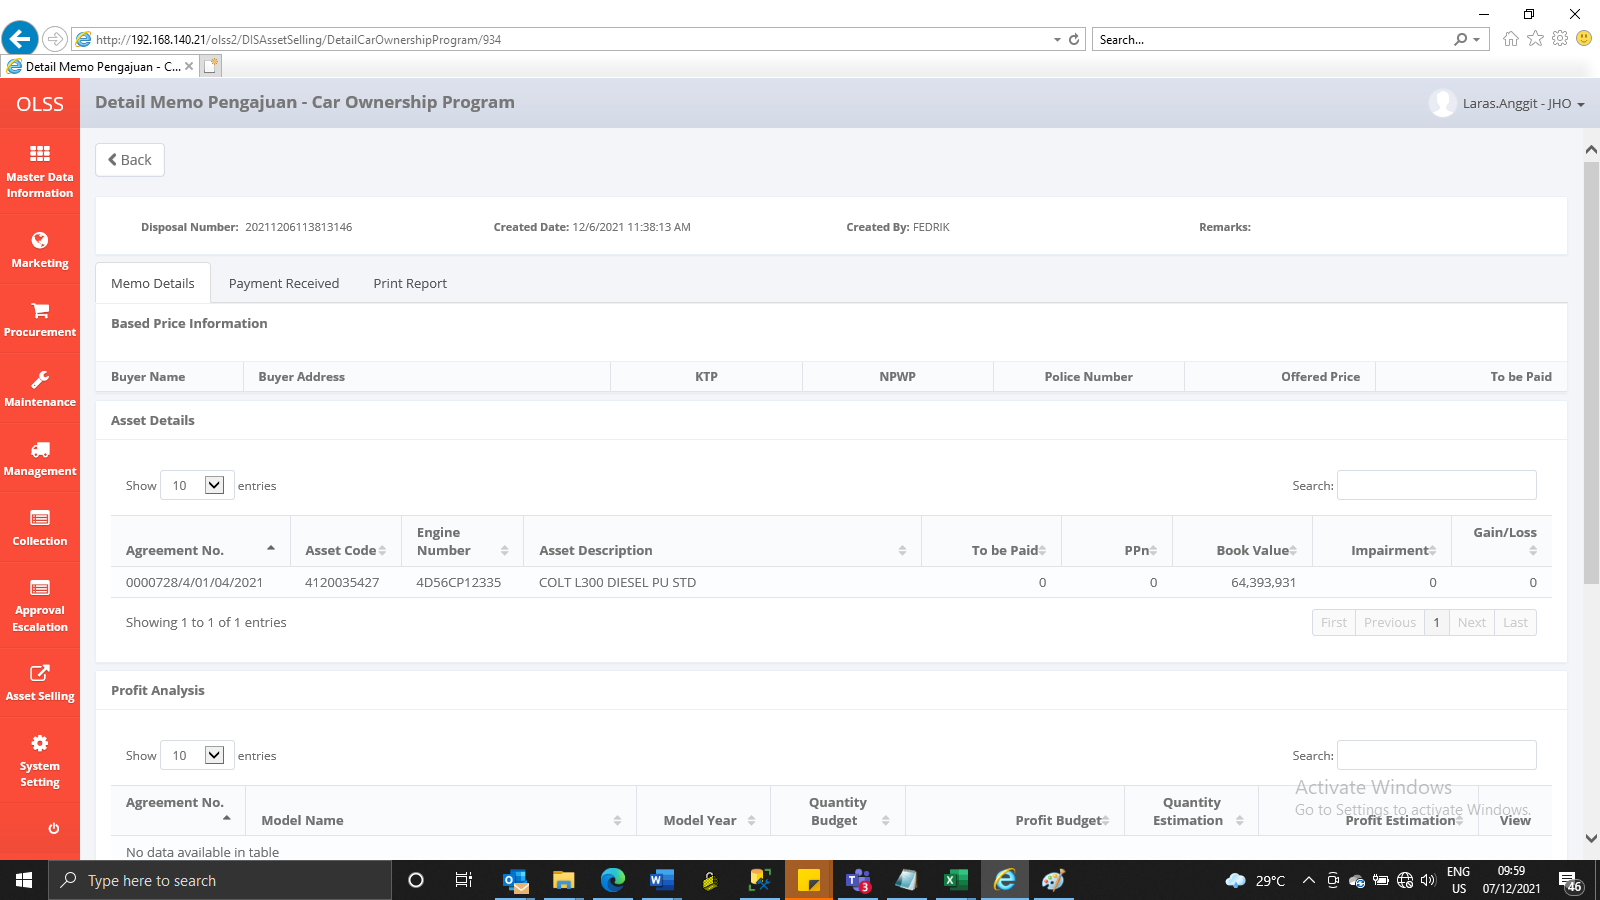 http://192.168.140.21/olss2/DISAssetSelling/DetailCarOwnershipProgram/934
Search...
Detail Memo Pengajuan - C...
OLSS
Detail Memo Pengajuan - Car Ownership Program
Laras.Anggit - JHO
Master Data
Information
Marketing
Procurement
Maintenance
Management
Collection
Approval
Escalation
Asset Selling
System
Setting
Back
Disposal Number: 20211206113813146
Created Date: 12/6/2021 11:38:13 AM
Created By: FEDRIK
Remarks:
Memo Details
Payment Received
Print Report
Based Price Information
Buyer Name Buyer Address KTP NPWP Police Number Offered Price To be Paid
Asset Details
Show 10 entries
Search:
Agreement No. Asset Code Engine Number Asset Description To be Paid PPn Book Value Impairment Gain/Loss
0000728/4/01/04/2021 4120035427 4D56CP12335 COLT L300 DIESEL PU STD 0 0 64,393,931 0 0
Showing 1 to 1 of 1 entries
First Previous 1 Next Last
Profit Analysis
Show 10 entries
Search:
Agreement No. Model Name Model Year Quantity Budget Profit Budget Quantity Estimation Profit Estimation View
No data available in table
Activate Windows
Go to Settings to activate Windows.
Type here to search
3
29°C
ENG
US
09:59
07/12/2021
46